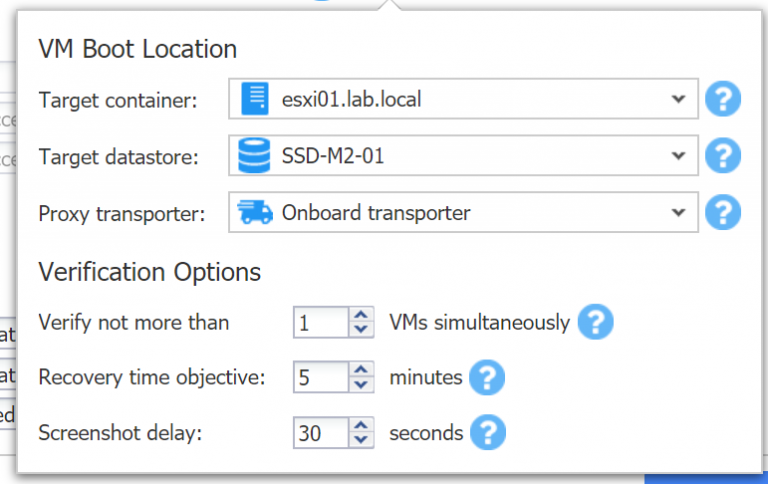 VM Boot Location
Target container: esxi01.lab.local ?
Target datastore: SSD-M2-01 ?
Proxy transporter: Onboard transporter ?
Verification Options
Verify not more than 1 VMs simultaneously ?
Recovery time objective: 5 minutes ?
Screenshot delay: 30 seconds ?